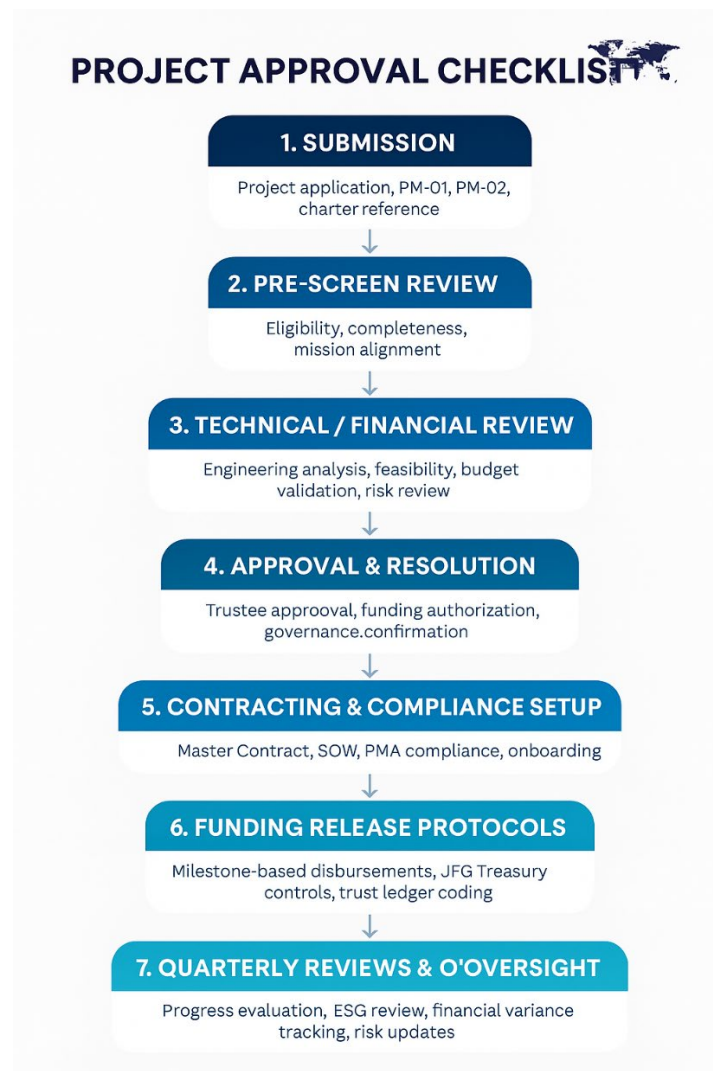 PROJECT APPROVAL CHECKLIST
1. SUBMISSION
Project application, PM-01, PM-02,
charter reference
↓
2. PRE-SCREEN REVIEW
Eligibility, completeness,
mission alignment
↓
3. TECHNICAL / FINANCIAL REVIEW
Engineering analysis, feasibility, budget
validation, risk review
↓
4. APPROVAL & RESOLUTION
Trustee approoval, funding authorization,
governance.confirmation
↓
5. CONTRACTING & COMPLIANCE SETUP
Master Contract, SOW, PMA compliance, onboarding
↓
6. FUNDING RELEASE PROTOCOLS
Milestone-based disbursements, JFG Treasury
controls, trust ledger coding
↓
7. QUARTERLY REVIEWS & O'OVERSIGHT
Progress evaluation, ESG review, financial variance
tracking, risk updates